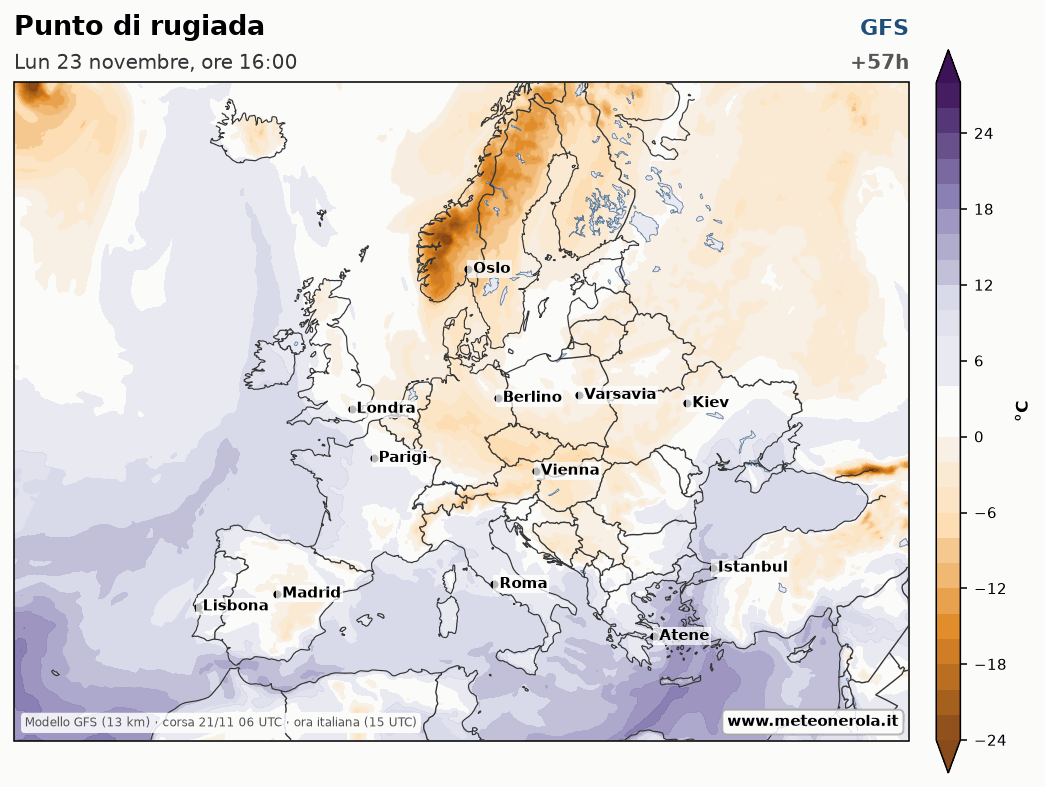 Punto di rugiada
GFS
Lun 23 novembre, ore 16:00
+57h
Oslo
Berlino
Varsavia
Kiev
Londra
Parigi
Vienna
Istanbul
Roma
Madrid
Lisbona
Atene
Modello GFS (13 km) · corsa 21/11 06 UTC · ora italiana (15 UTC)
www.meteonerola.it
24
18
12
6
0
−6
−12
−18
−24
°C